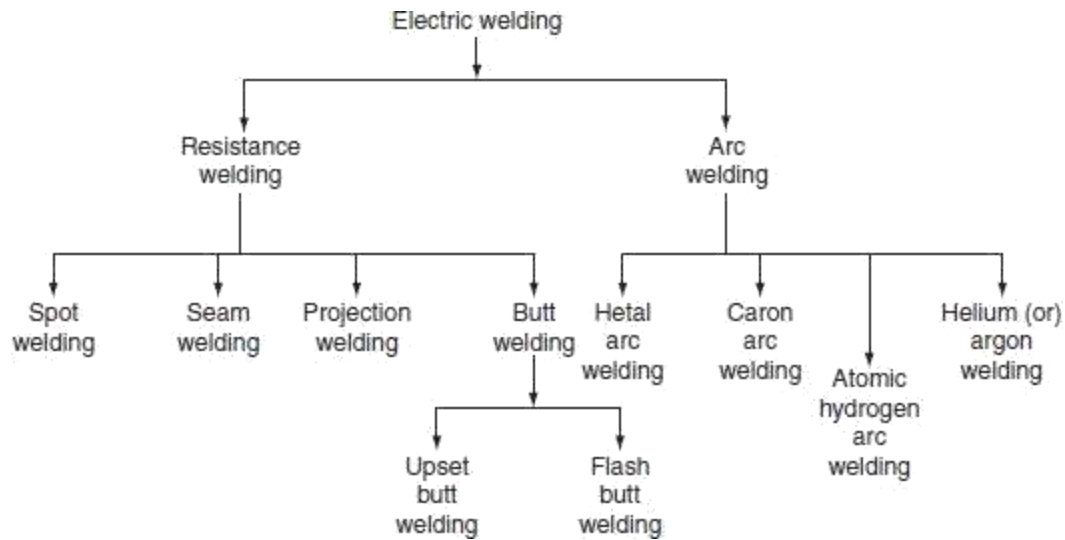 Electric welding
Resistance
welding
Arc
welding
Spot
welding
Seam
welding
Projection
welding
Butt
welding
Hetal
arc
welding
Caron
arc
welding
Atomic
hydrogen
arc
welding
Helium (or)
argon
welding
Upset
butt
welding
Flash
butt
welding